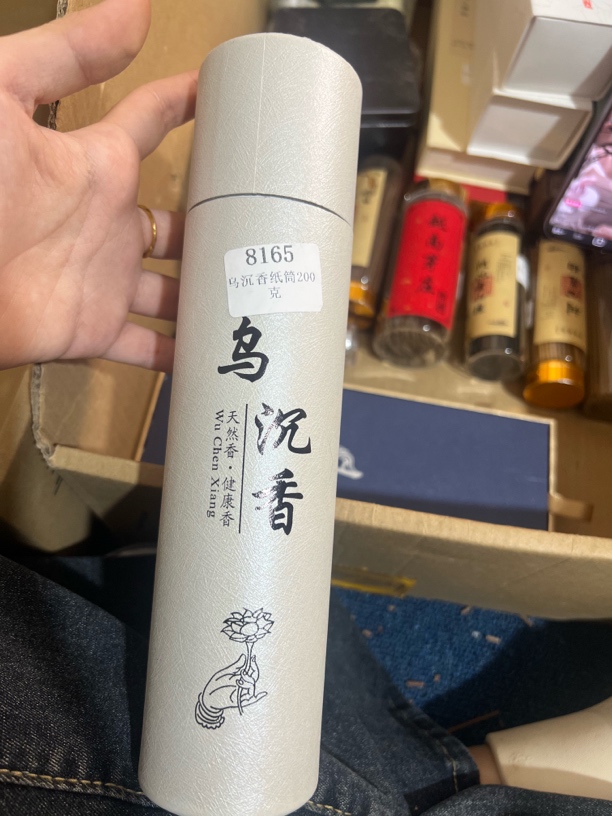 8165
乌沉香纸筒200
克
乌
沉香
天然香·健康香
Wu Chen Xiang